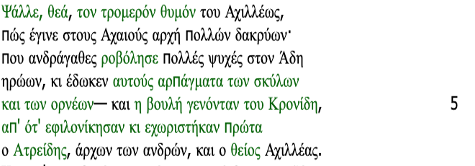 Ψάλλε, θεά, τον τρομερόν θυμόν του Αχιλλέως,
πώς έγινε στους Αχαιούς αρχή πολλών δακρύων·
που ανδράγαθες ροβόλησε πολλές ψυχές στον Άδη
ηρώων, κι έδωκεν αυτούς αρπάγματα των σκύλων
και των ορνέων— και η βουλή γενόνταν του Κρονίδη, 5
απ' ότ' εφιλονίκησαν κι εχωριστήκαν πρώτα
ο Ατρείδης, άρχων των ανδρών, και ο θείος Αχιλλέας.